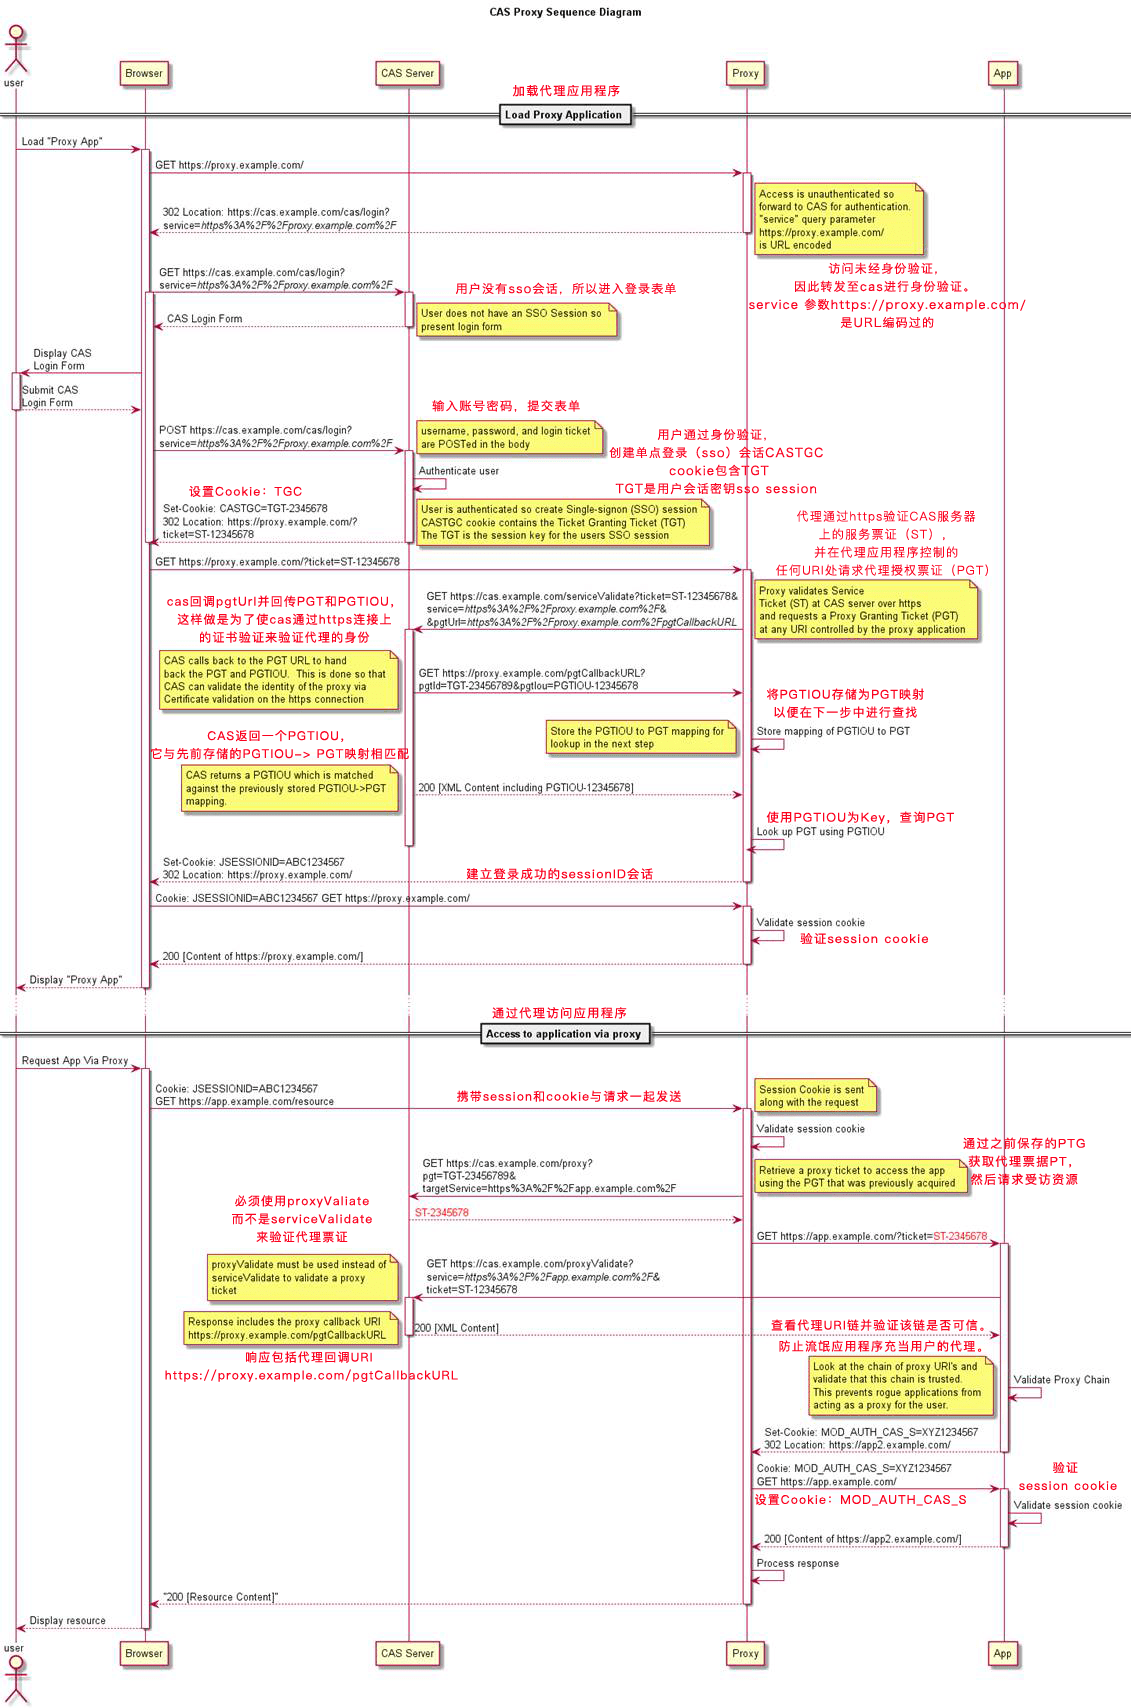 CAS Proxy Sequence Diagram
user
Browser
CAS Server
Proxy
App
加载代理应用程序
Load Proxy Application
Load "Proxy App"
GET https://proxy.example.com/
Access is unauthenticated so
forward to CAS for authentication.
"service" query parameter
https://proxy.example.com/
is URL encoded
302 Location: https://cas.example.com/cas/login?
service=https%3A%2F%2Fproxy.example.com%2F
访问未经身份验证，
因此转发至cas进行身份验证。
service 参数https://proxy.example.com/
是URL编码过的
GET https://cas.example.com/cas/login?
service=https%3A%2F%2Fproxy.example.com%2F
用户没有sso会话，所以进入登录表单
User does not have an SSO Session so
present login form
CAS Login Form
Display CAS
Login Form
Submit CAS
Login Form
输入账号密码，提交表单
POST https://cas.example.com/cas/login?
service=https%3A%2F%2Fproxy.example.com%2F
username, password, and login ticket
are POSTed in the body
用户通过身份验证，
创建单点登录（sso）会话CASTGC
cookie包含TGT
TGT是用户会话密钥sso session
Authenticate user
设置Cookie：TGC
Set-Cookie: CASTGC=TGT-2345678
302 Location: https://proxy.example.com/?
ticket=ST-12345678
User is authenticated so create Single-signon (SSO) session
CASTGC cookie contains the Ticket Granting Ticket (TGT)
The TGT is the session key for the users SSO session
代理通过https验证CAS服务器
上的服务票证（ST），
并在代理应用程序控制的
任何URI处请求代理授权票证（PGT）
GET https://proxy.example.com/?ticket=ST-12345678
Proxy validates Service
Ticket (ST) at CAS server over https
and requests a Proxy Granting Ticket (PGT)
at any URI controlled by the proxy application
GET https://cas.example.com/serviceValidate?ticket=ST-12345678&
service=https%3A%2F%2Fproxy.example.com%2F&
&pgtUrl=https%3A%2F%2Fproxy.example.com%2FpgtCallbackURL
cas回调pgtUrl并回传PGT和PGTIOU，
这样做是为了使cas通过https连接上
的证书验证来验证代理的身份
CAS calls back to the PGT URL to hand
back the PGT and PGTIOU.  This is done so that
CAS can validate the identity of the proxy via
Certificate validation on the https connection
GET https://proxy.example.com/pgtCallbackURL?
pgtId=TGT-23456789&pgtIou=PGTIOU-12345678
将PGTIOU存储为PGT映射
以便在下一步中进行查找
Store the PGTIOU to PGT mapping for
lookup in the next step
Store mapping of PGTIOU to PGT
CAS返回一个PGTIOU，
它与先前存储的PGTIOU-> PGT映射相匹配
CAS returns a PGTIOU which is matched
against the previously stored PGTIOU->PGT
mapping.
200 [XML Content including PGTIOU-12345678]
使用PGTIOU为Key，查询PGT
Look up PGT using PGTIOU
Set-Cookie: JSESSIONID=ABC1234567
302 Location: https://proxy.example.com/
建立登录成功的sessionID会话
Cookie: JSESSIONID=ABC1234567 GET https://proxy.example.com/
Validate session cookie
验证session cookie
200 [Content of https://proxy.example.com/]
Display "Proxy App"
通过代理访问应用程序
Access to application via proxy
Request App Via Proxy
Cookie: JSESSIONID=ABC1234567
GET https://app.example.com/resource
携带session和cookie与请求一起发送
Session Cookie is sent
along with the request
Validate session cookie
通过之前保存的PTG
获取代理票据PT，
然后请求受访资源
Retrieve a proxy ticket to access the app
using the PGT that was previously acquired
GET https://cas.example.com/proxy?
pgt=TGT-23456789&
targetService=https%3A%2F%2Fapp.example.com%2F
必须使用proxyValiate
而不是serviceValidate
来验证代理票证
ST-2345678
GET https://app.example.com/?ticket=ST-2345678
proxyValidate must be used instead of
serviceValidate to validate a proxy
ticket
GET https://cas.example.com/proxyValidate?
service=https%3A%2F%2Fapp.example.com%2F&
ticket=ST-12345678
Response includes the proxy callback URI
https://proxy.example.com/pgtCallbackURL
200 [XML Content]
响应包括代理回调URI
https://proxy.example.com/pgtCallbackURL
查看代理URI链并验证该链是否可信。
防止流氓应用程序充当用户的代理。
Look at the chain of proxy URI's and
validate that this chain is trusted.
This prevents rogue applications from
acting as a proxy for the user.
Validate Proxy Chain
Set-Cookie: MOD_AUTH_CAS_S=XYZ1234567
302 Location: https://app2.example.com/
Cookie: MOD_AUTH_CAS_S=XYZ1234567
GET https://app.example.com/
设置Cookie：MOD_AUTH_CAS_S
验证
session cookie
Validate session cookie
200 [Content of https://app2.example.com/]
Process response
"200 [Resource Content]"
Display resource
user
Browser
CAS Server
Proxy
App